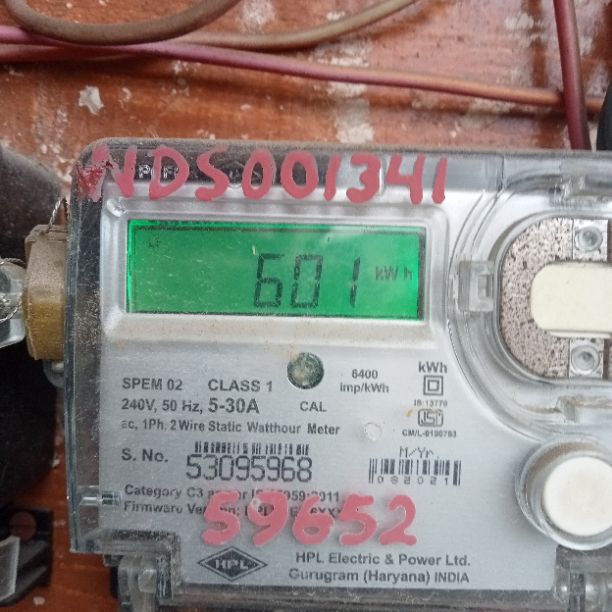 NDS001341
601 kWh
SPEM 02 CLASS 1 6400 imp/kWh kWh
240V, 50 Hz, 5-30A CAL IS:13779
ac, 1Ph, 2 Wire Static Watthour Meter CM/L-9190793
S. No. 53095968 M/Yr. 082021
Category C3
Firmware Version:
59652
HPL
HPL Electric & Power Ltd.
Gurugram (Haryana) INDIA